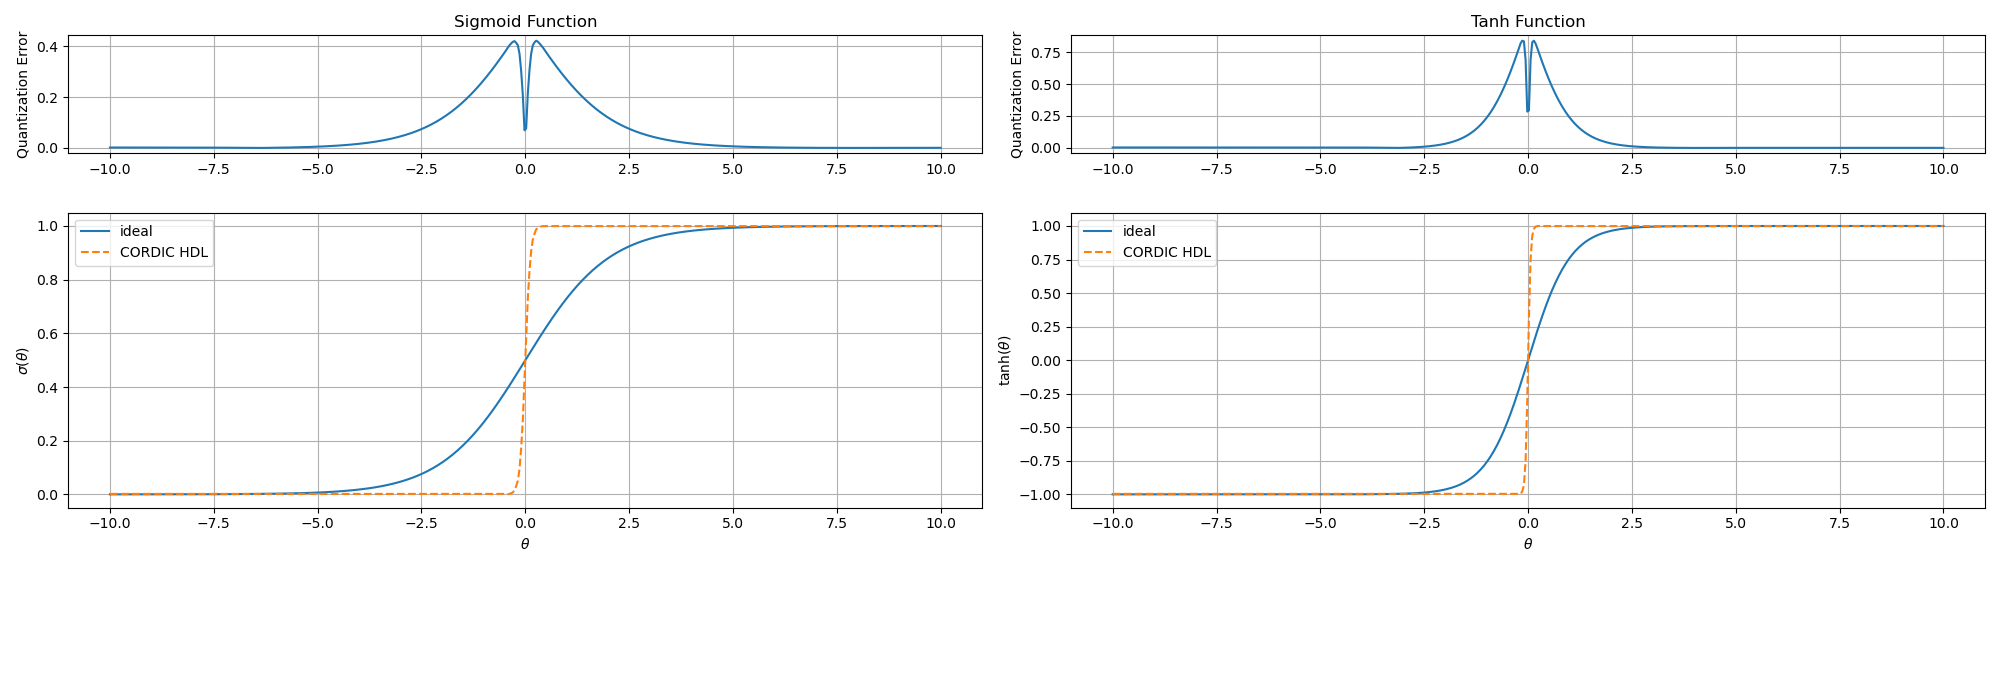 Sigmoid Function
Quantization Error
0.4
0.2
0.0
−10.0 −7.5 −5.0 −2.5 0.0 2.5 5.0 7.5 10.0
Tanh Function
Quantization Error
0.75
0.50
0.25
0.00
−10.0 −7.5 −5.0 −2.5 0.0 2.5 5.0 7.5 10.0
σ(θ)
1.0
0.8
0.6
0.4
0.2
0.0
ideal
CORDIC HDL
−10.0 −7.5 −5.0 −2.5 0.0 2.5 5.0 7.5 10.0
θ
tanh(θ)
1.00
0.75
0.50
0.25
0.00
−0.25
−0.50
−0.75
−1.00
ideal
CORDIC HDL
−10.0 −7.5 −5.0 −2.5 0.0 2.5 5.0 7.5 10.0
θ